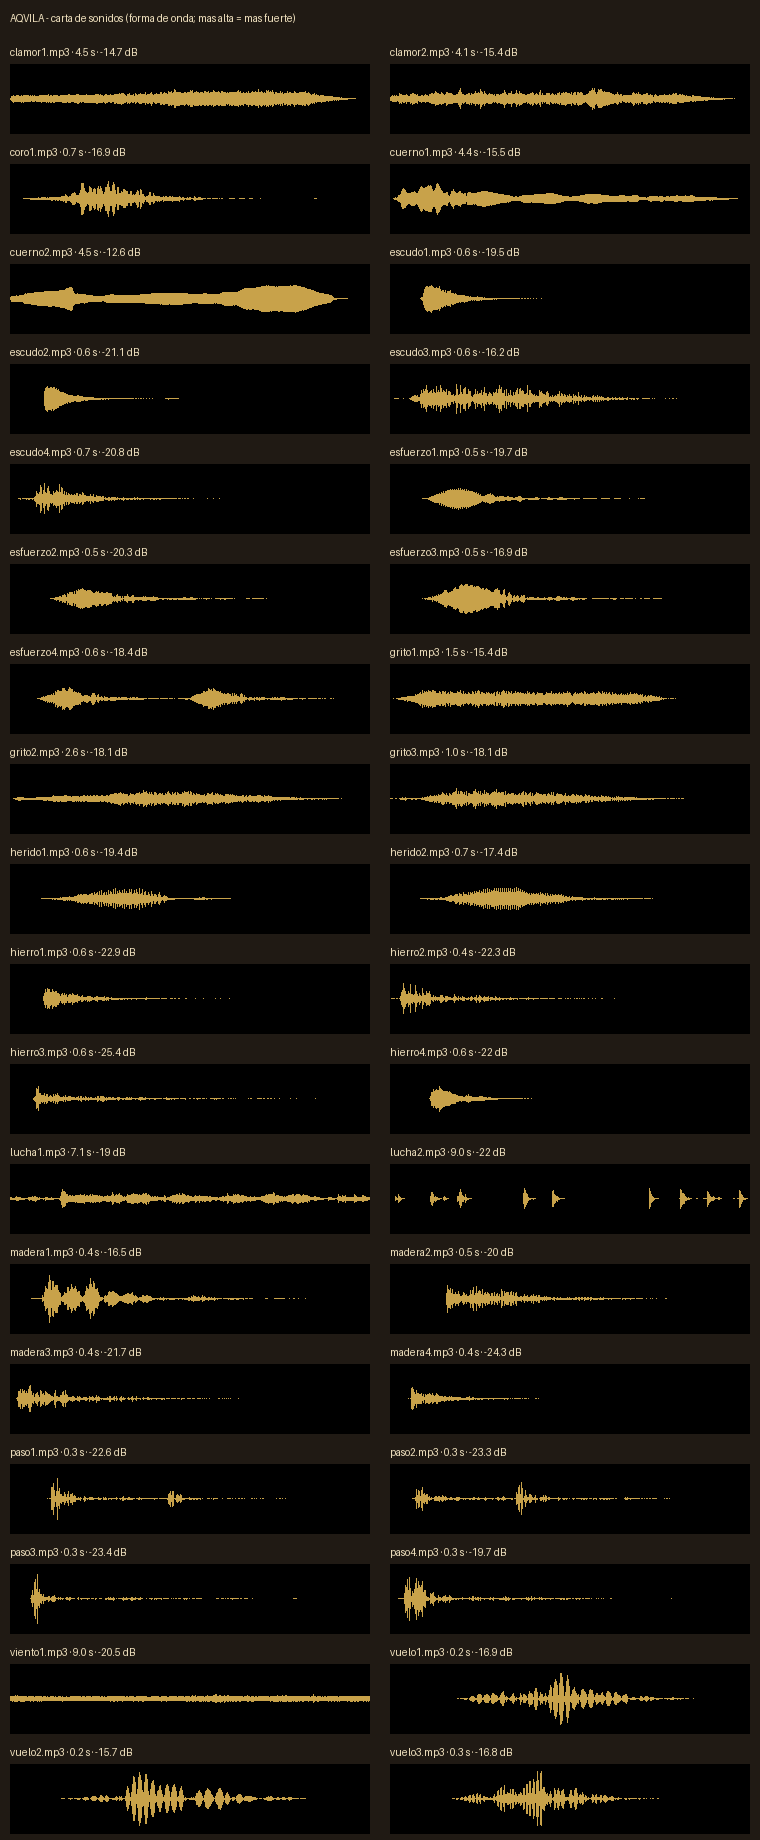 AQVILA - carta de sonidos (forma de onda; mas alta = mas fuerte)
clamor1.mp3 · 4.5 s · -14.7 dB
clamor2.mp3 · 4.1 s · -15.4 dB
coro1.mp3 · 0.7 s · -16.9 dB
cuerno1.mp3 · 4.4 s · -15.5 dB
cuerno2.mp3 · 4.5 s · -12.6 dB
escudo1.mp3 · 0.6 s · -19.5 dB
escudo2.mp3 · 0.6 s · -21.1 dB
escudo3.mp3 · 0.6 s · -16.2 dB
escudo4.mp3 · 0.7 s · -20.8 dB
esfuerzo1.mp3 · 0.5 s · -19.7 dB
esfuerzo2.mp3 · 0.5 s · -20.3 dB
esfuerzo3.mp3 · 0.5 s · -16.9 dB
esfuerzo4.mp3 · 0.6 s · -18.4 dB
grito1.mp3 · 1.5 s · -15.4 dB
grito2.mp3 · 2.6 s · -18.1 dB
grito3.mp3 · 1.0 s · -18.1 dB
herido1.mp3 · 0.6 s · -19.4 dB
herido2.mp3 · 0.7 s · -17.4 dB
hierro1.mp3 · 0.6 s · -22.9 dB
hierro2.mp3 · 0.4 s · -22.3 dB
hierro3.mp3 · 0.6 s · -25.4 dB
hierro4.mp3 · 0.6 s · -22 dB
lucha1.mp3 · 7.1 s · -19 dB
lucha2.mp3 · 9.0 s · -22 dB
madera1.mp3 · 0.4 s · -16.5 dB
madera2.mp3 · 0.5 s · -20 dB
madera3.mp3 · 0.4 s · -21.7 dB
madera4.mp3 · 0.4 s · -24.3 dB
paso1.mp3 · 0.3 s · -22.6 dB
paso2.mp3 · 0.3 s · -23.3 dB
paso3.mp3 · 0.3 s · -23.4 dB
paso4.mp3 · 0.3 s · -19.7 dB
viento1.mp3 · 9.0 s · -20.5 dB
vuelo1.mp3 · 0.2 s · -16.9 dB
vuelo2.mp3 · 0.2 s · -15.7 dB
vuelo3.mp3 · 0.3 s · -16.8 dB